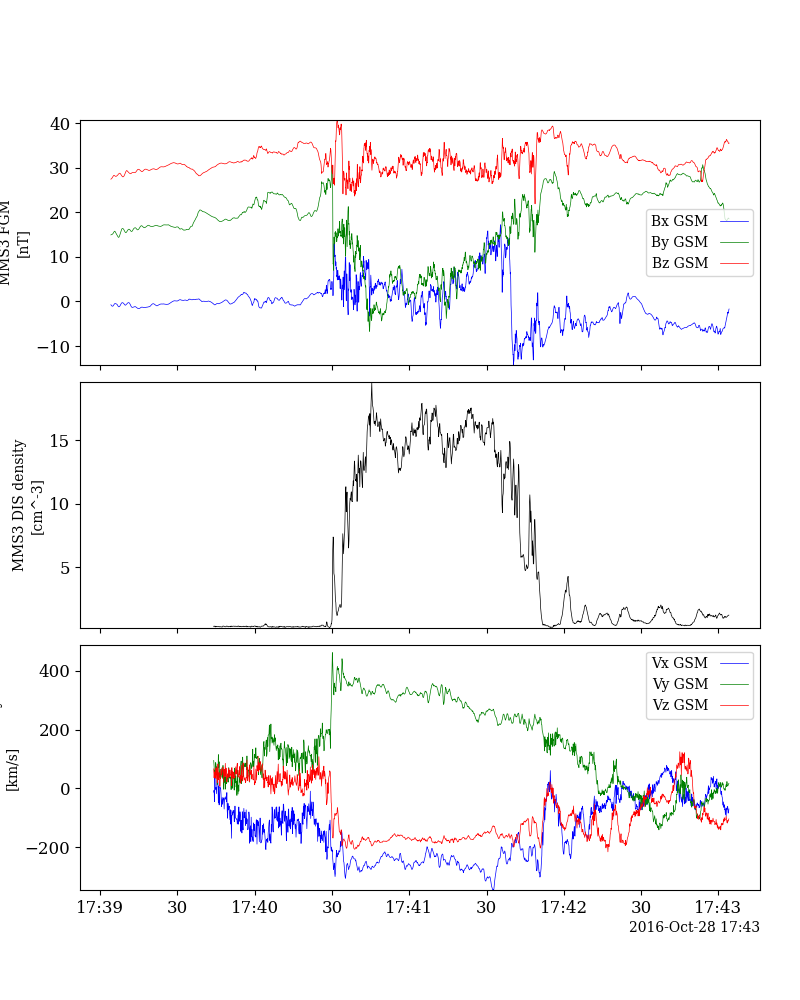 40
30
20
10
0
−10
MMS3 FGM
[nT]
Bx GSM
By GSM
Bz GSM
15
10
5
MMS3 DIS density
[cm^-3]
400
200
0
−200
[km/s]
Vx GSM
Vy GSM
Vz GSM
17:39 30 17:40 30 17:41 30 17:42 30 17:43
2016-Oct-28 17:43